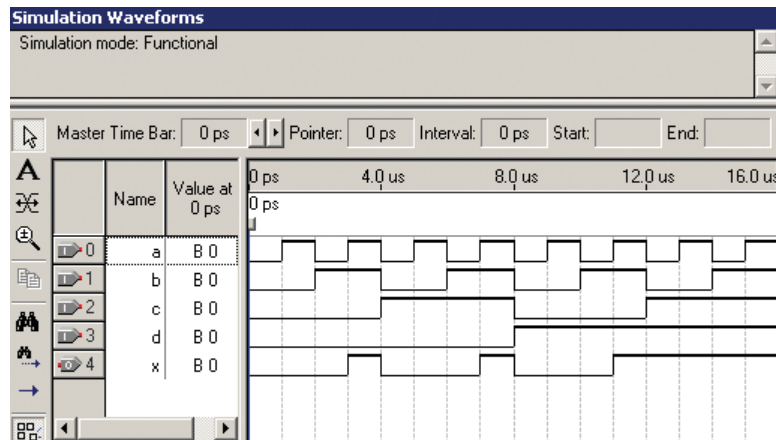 Simulation Waveforms
Simulation mode: Functional
Master Time Bar: 0 ps Pointer: 0 ps Interval: 0 ps Start: End:
A
Name Value at 0 ps
0 ps 4.0 us 8.0 us 12.0 us 16.0 us
0 ps
0 a B 0
1 b B 0
2 c B 0
3 d B 0
4 x B 0